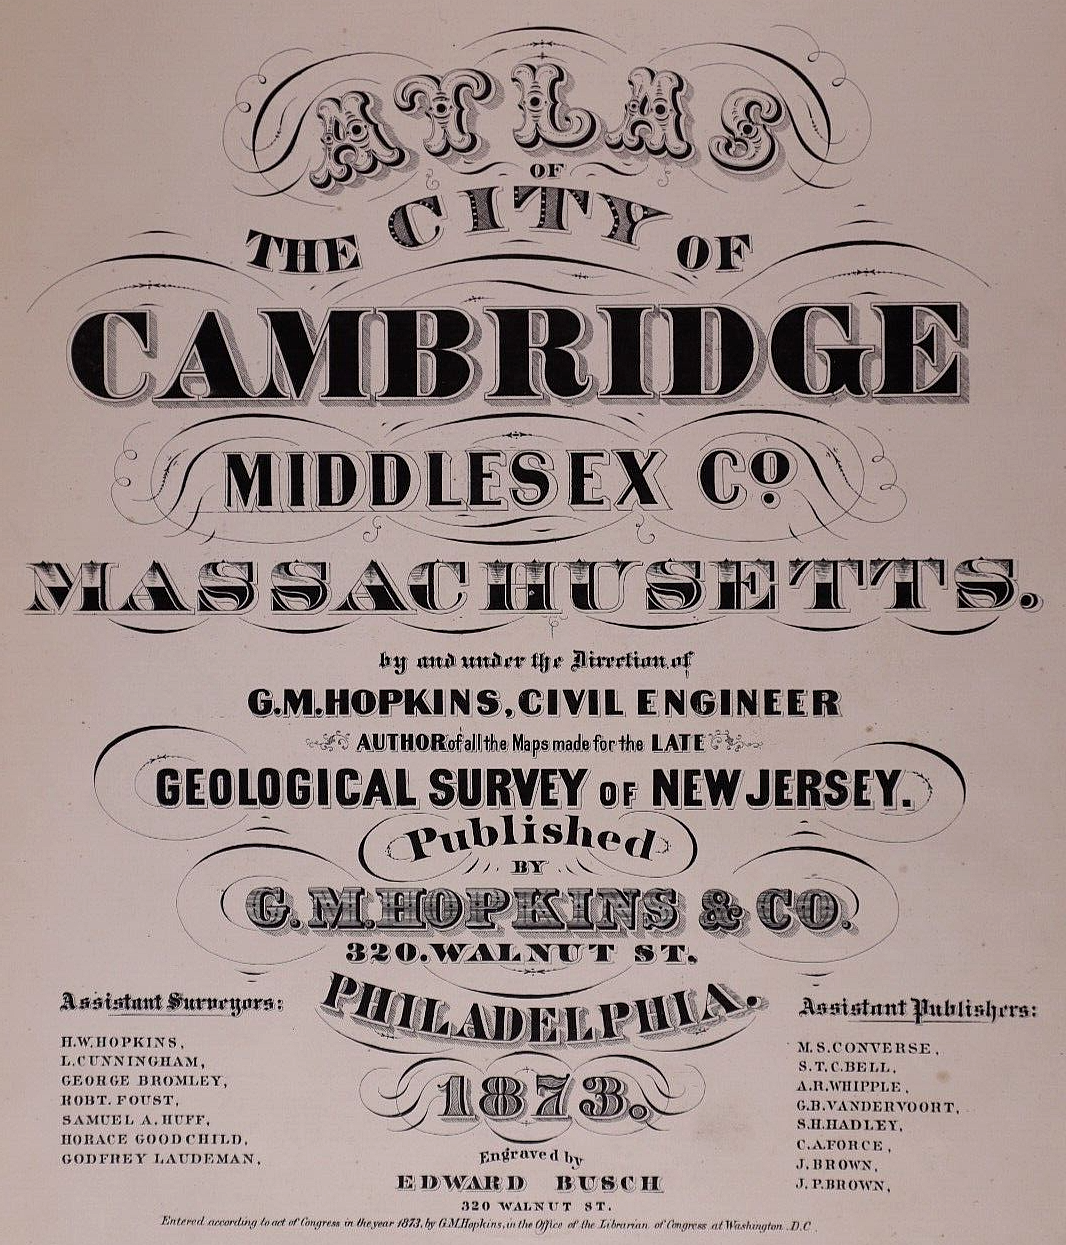 ATLAS
OF
THE CITY OF
CAMBRIDGE
MIDDLESEX Co.
MASSACHUSETTS.
by and under the Direction of
G.M.HOPKINS, CIVIL ENGINEER
AUTHOR of all the Maps made for the LATE
GEOLOGICAL SURVEY OF NEW JERSEY.
Published
BY
G.M.HOPKINS & CO.
320.WALNUT ST.
PHILADELPHIA.
1873.
Assistant Surveyors:
H.W.HOPKINS,
L.CUNNINGHAM,
GEORGE BROMLEY,
ROBT. FOUST,
SAMUEL A. HUFF,
HORACE GOODCHILD,
GODFREY LAUDEMAN,
Assistant Publishers:
M.S.CONVERSE,
S.T.C.BELL,
A.R.WHIPPLE,
G.B.VANDERVOORT,
S.H.HADLEY,
C.A.FORCE,
J.BROWN,
J.P.BROWN,
Engraved by
EDWARD BUSCH
320 WALNUT ST.
Entered according to act of Congress in the year 1873, by G.M.Hopkins, in the Office of the Librarian of Congress at Washington D.C.